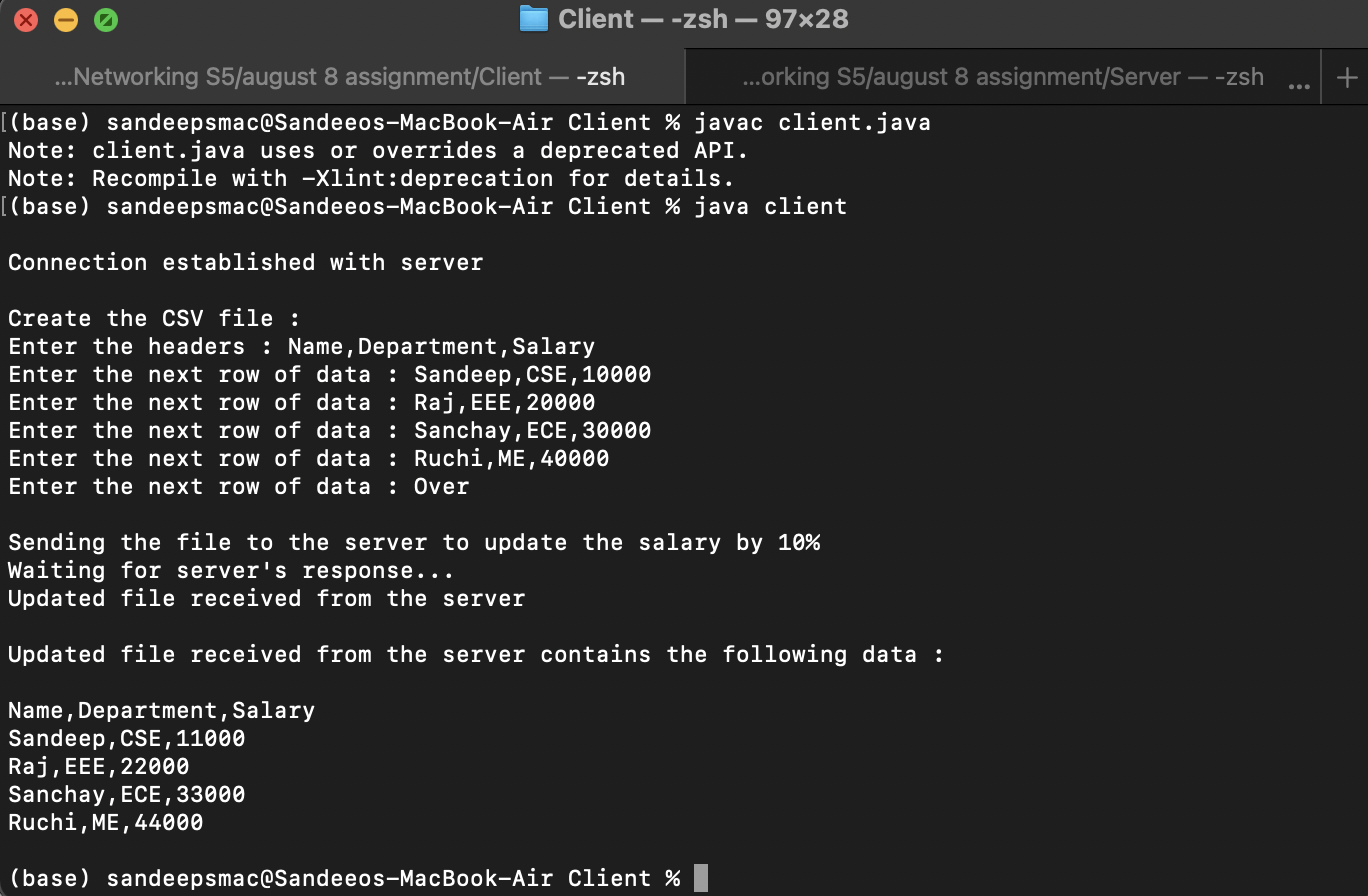 Client — -zsh — 97×28
...Networking S5/august 8 assignment/Client — -zsh
...orking S5/august 8 assignment/Server — -zsh ... +
[(base) sandeepsmac@Sandeeos-MacBook-Air Client % javac client.java
Note: client.java uses or overrides a deprecated API.
Note: Recompile with -Xlint:deprecation for details.
[(base) sandeepsmac@Sandeeos-MacBook-Air Client % java client
Connection established with server
Create the CSV file :
Enter the headers : Name,Department,Salary
Enter the next row of data : Sandeep,CSE,10000
Enter the next row of data : Raj,EEE,20000
Enter the next row of data : Sanchay,ECE,30000
Enter the next row of data : Ruchi,ME,40000
Enter the next row of data : Over
Sending the file to the server to update the salary by 10%
Waiting for server's response...
Updated file received from the server
Updated file received from the server contains the following data :
Name,Department,Salary
Sandeep,CSE,11000
Raj,EEE,22000
Sanchay,ECE,33000
Ruchi,ME,44000
(base) sandeepsmac@Sandeeos-MacBook-Air Client %